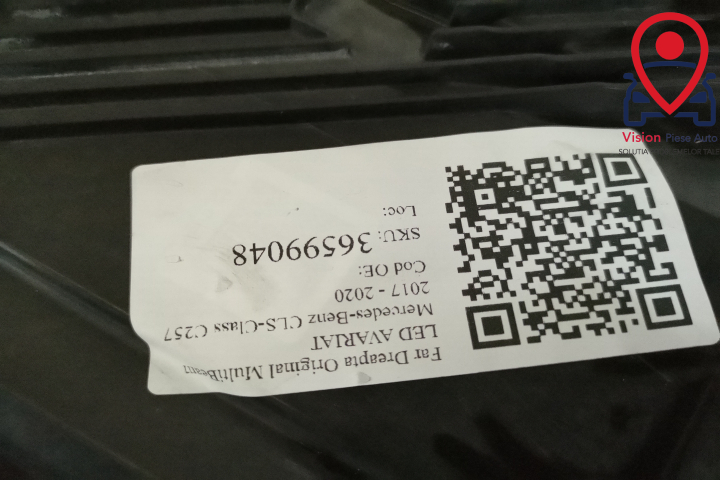 Vision Piese Auto
Far Dreapta Original MultiBeam
LED AVARIAT
Mercedes-Benz CLS-Class C257
2017 - 2020
Cod OE:
SKU: 36599048
Loc: